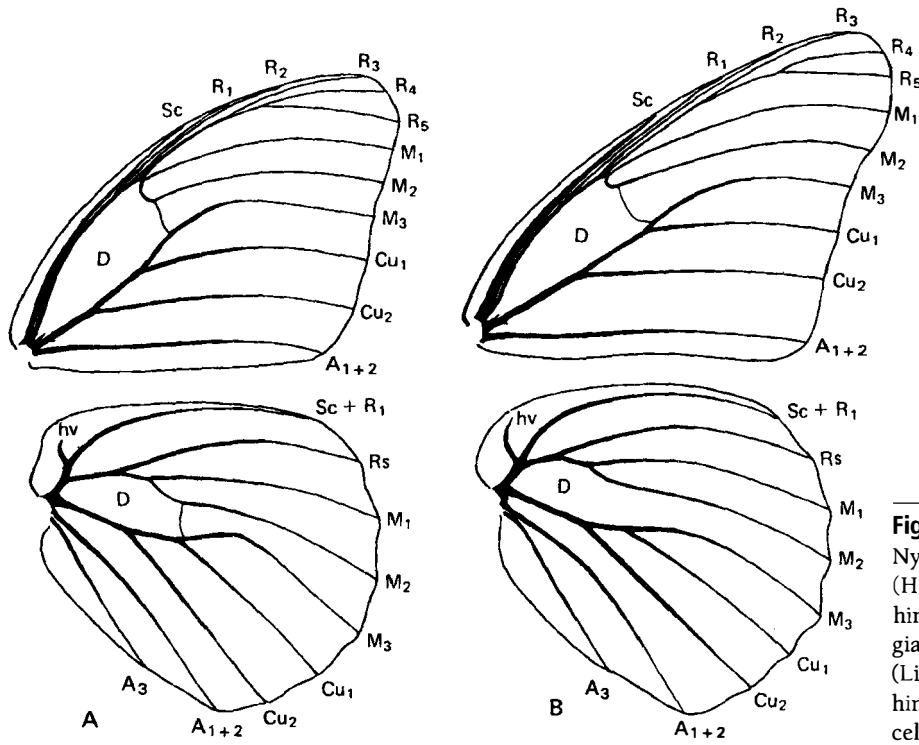 R3
R2
R1
Sc
R4
R5
M1
M2
M3
Cu1
Cu2
A1+2
D
Sc + R1
hv
Rs
D
M1
M2
M3
Cu1
Cu2
A1+2
A3
A
R3
R2
R1
Sc
R4
R5
M1
M2
M3
Cu1
Cu2
A1+2
D
Sc + R1
hv
Rs
D
M1
M2
M3
Cu1
Cu2
A1+2
A3
B
Fig
Ny
(H
hin
gia
(Li
hin
cel